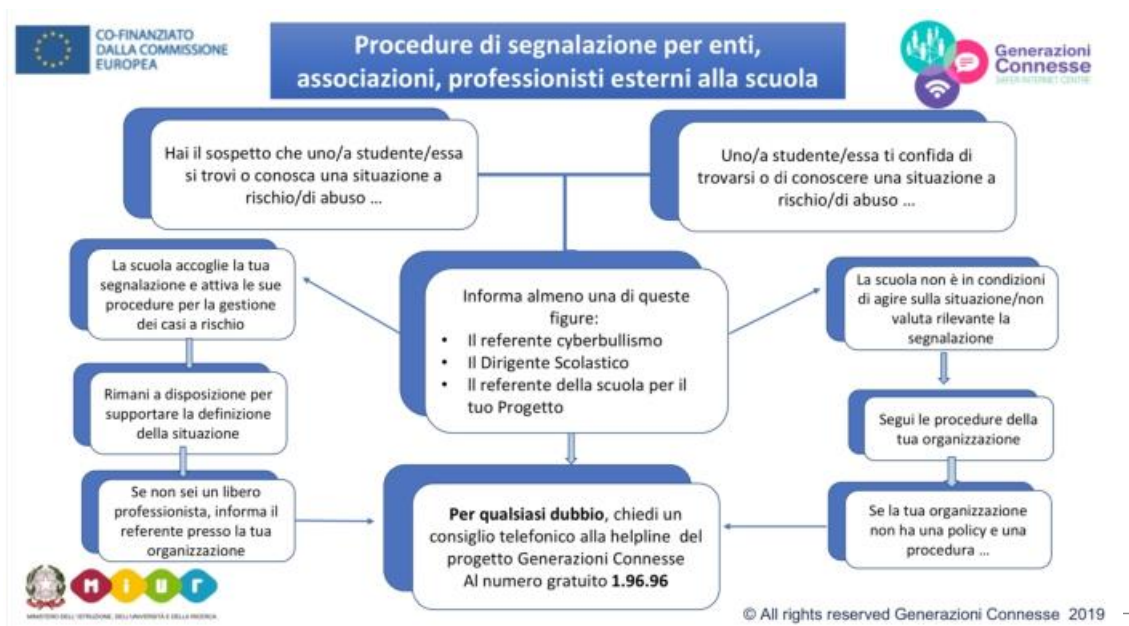 CO-FINANZIATO
DALLA COMMISSIONE
EUROPEA
Procedure di segnalazione per enti,
associazioni, professionisti esterni alla scuola
Generazioni
Connesse
SAFER INTERNET CENTRE
Hai il sospetto che uno/a studente/essa
si trovi o conosca una situazione a
rischio/di abuso ...
Uno/a studente/essa ti confida di
trovarsi o di conoscere una situazione a
rischio/di abuso ...
La scuola accoglie la tua
segnalazione e attiva le sue
procedure per la gestione
dei casi a rischio
Informa almeno una di queste
figure:
• Il referente cyberbullismo
• Il Dirigente Scolastico
• Il referente della scuola per il
tuo Progetto
La scuola non è in condizioni
di agire sulla situazione/non
valuta rilevante la
segnalazione
Rimani a disposizione per
supportare la definizione
della situazione
Segui le procedure della
tua organizzazione
Se non sei un libero
professionista, informa il
referente presso la tua
organizzazione
Per qualsiasi dubbio, chiedi un
consiglio telefonico alla helpline del
progetto Generazioni Connesse
Al numero gratuito 1.96.96
Se la tua organizzazione
non ha una policy e una
procedura ...
MIUR
MINISTERO DELL'ISTRUZIONE, DELL'UNIVERSITÀ E DELLA RICERCA
© All rights reserved Generazioni Connesse 2019